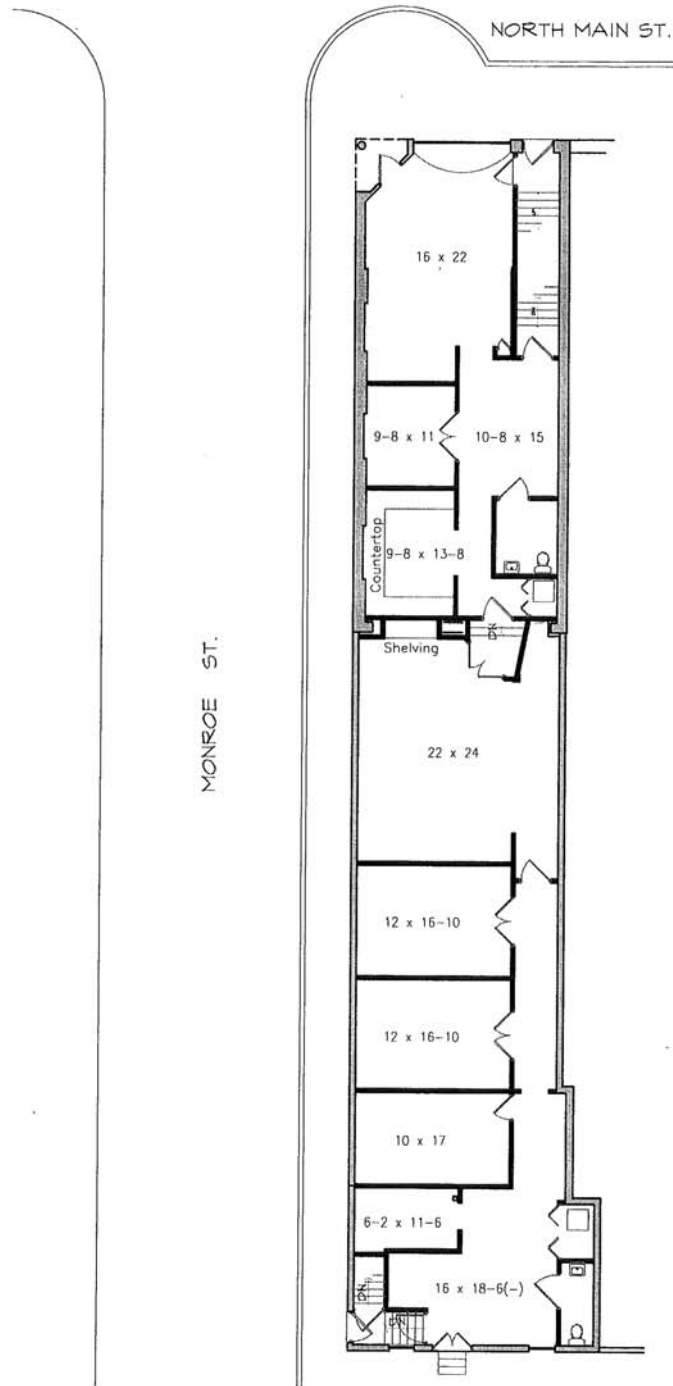 NORTH MAIN ST.
16 x 22
9-8 x 11
10-8 x 15
Countertop
9-8 x 13-8
DN
Shelving
MONROE ST.
22 x 24
12 x 16-10
12 x 16-10
10 x 17
6-2 x 11-6
16 x 18-6(-)
DN